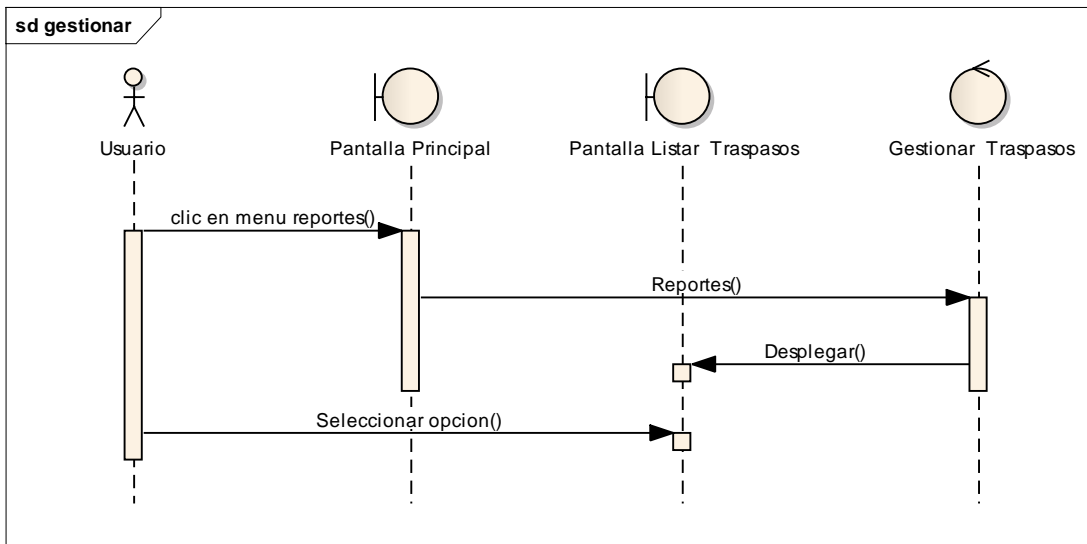 sd gestionar
Usuario
Pantalla Principal
Pantalla Listar Traspasos
Gestionar Traspasos
clic en menu reportes()
Reportes()
Desplegar()
Seleccionar opcion()